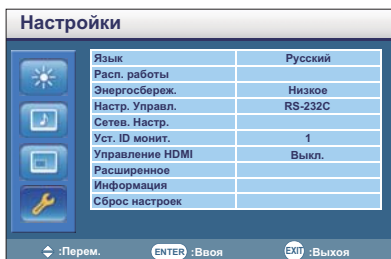 Настройки
Язык Русский
Расп. работы
Энергосбереж. Низкое
Настр. Управл. RS-232C
Сетев. Настр.
Уст. ID монит. 1
Управление HDMI Выкл.
Расширенное
Информация
Сброс настроек
:Перем. ENTER :Ввоя EXIT :Выхоя